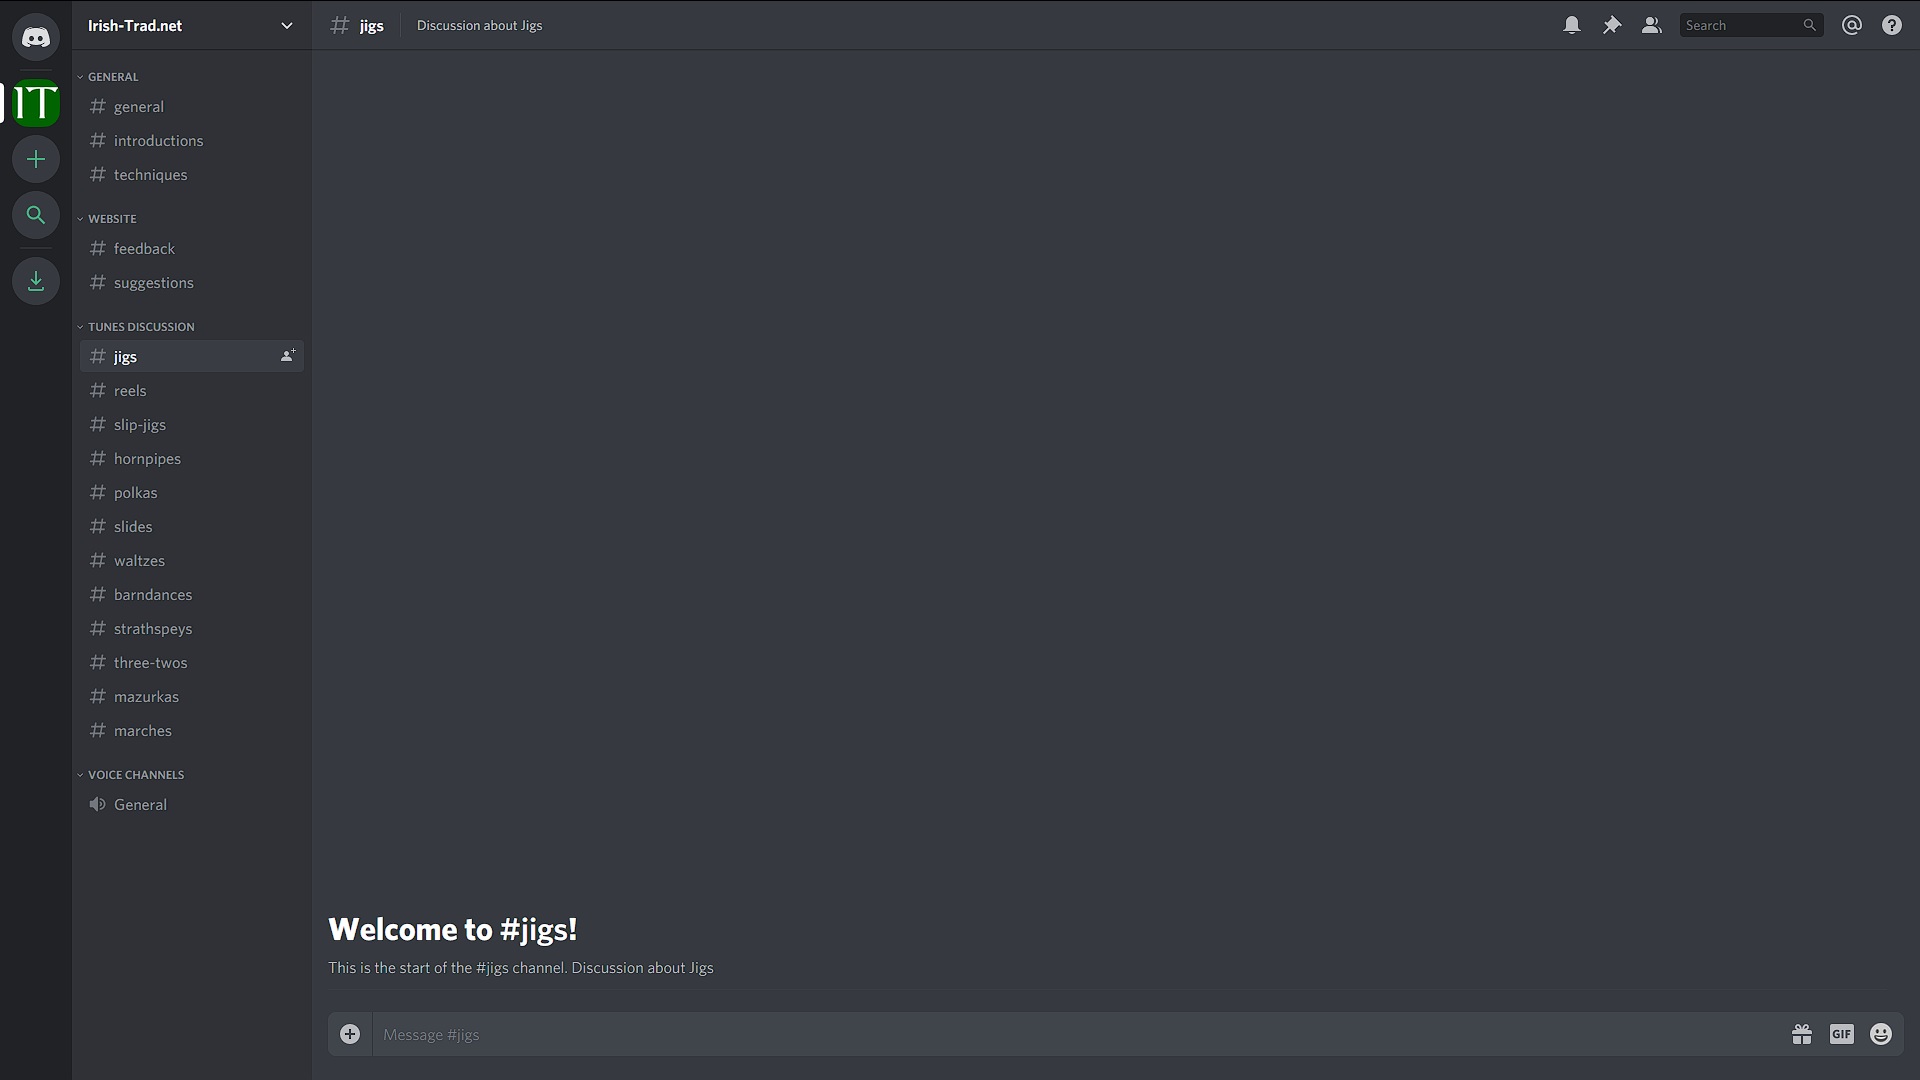 Irish-Trad.net
IT
GENERAL
general
introductions
techniques
WEBSITE
feedback
suggestions
TUNES DISCUSSION
jigs
reels
slip-jigs
hornpipes
polkas
slides
waltzes
barndances
strathspeys
three-twos
mazurkas
marches
VOICE CHANNELS
General
# jigs Discussion about Jigs
Search
Welcome to #jigs!
This is the start of the #jigs channel. Discussion about Jigs
Message #jigs
GIF